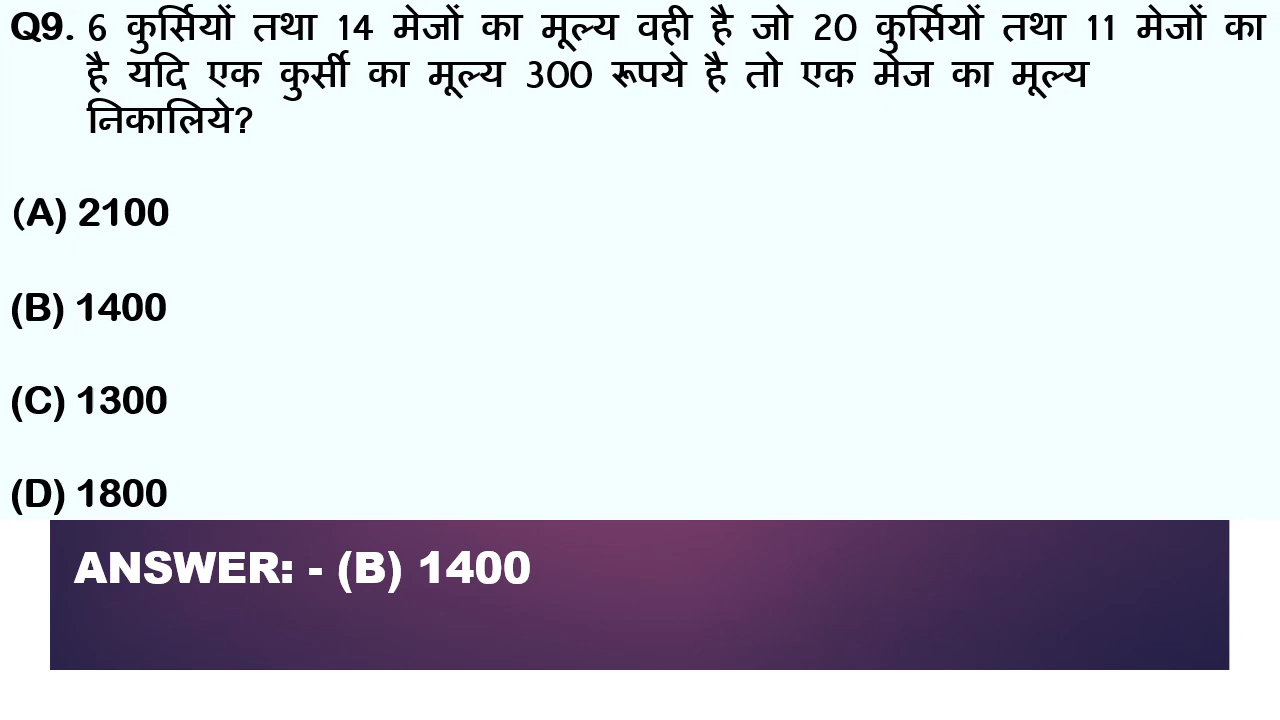 Q9. 6 कुर्सियों तथा 14 मेजों का मूल्य वही है जो 20 कुर्सियों तथा 11 मेजों का
है यदि एक कुर्सी का मूल्य 300 रूपये है तो एक मेज का मूल्य
निकालिये?
(A) 2100
(B) 1400
(C) 1300
(D) 1800
ANSWER: - (B) 1400